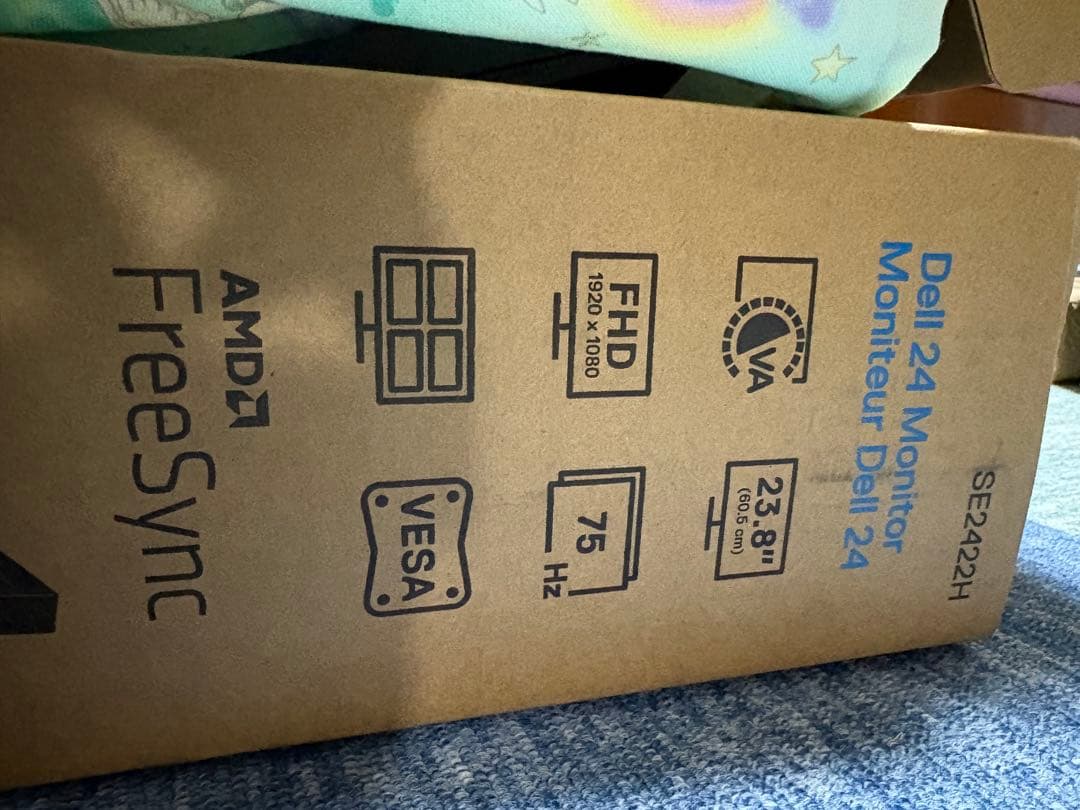 SE2422H
Dell 24 Monitor
Moniteur Dell 24
VA
23.8"
(60.5 cm)
FHD
1920 x 1080
75
Hz
VESA
AMD
FreeSync